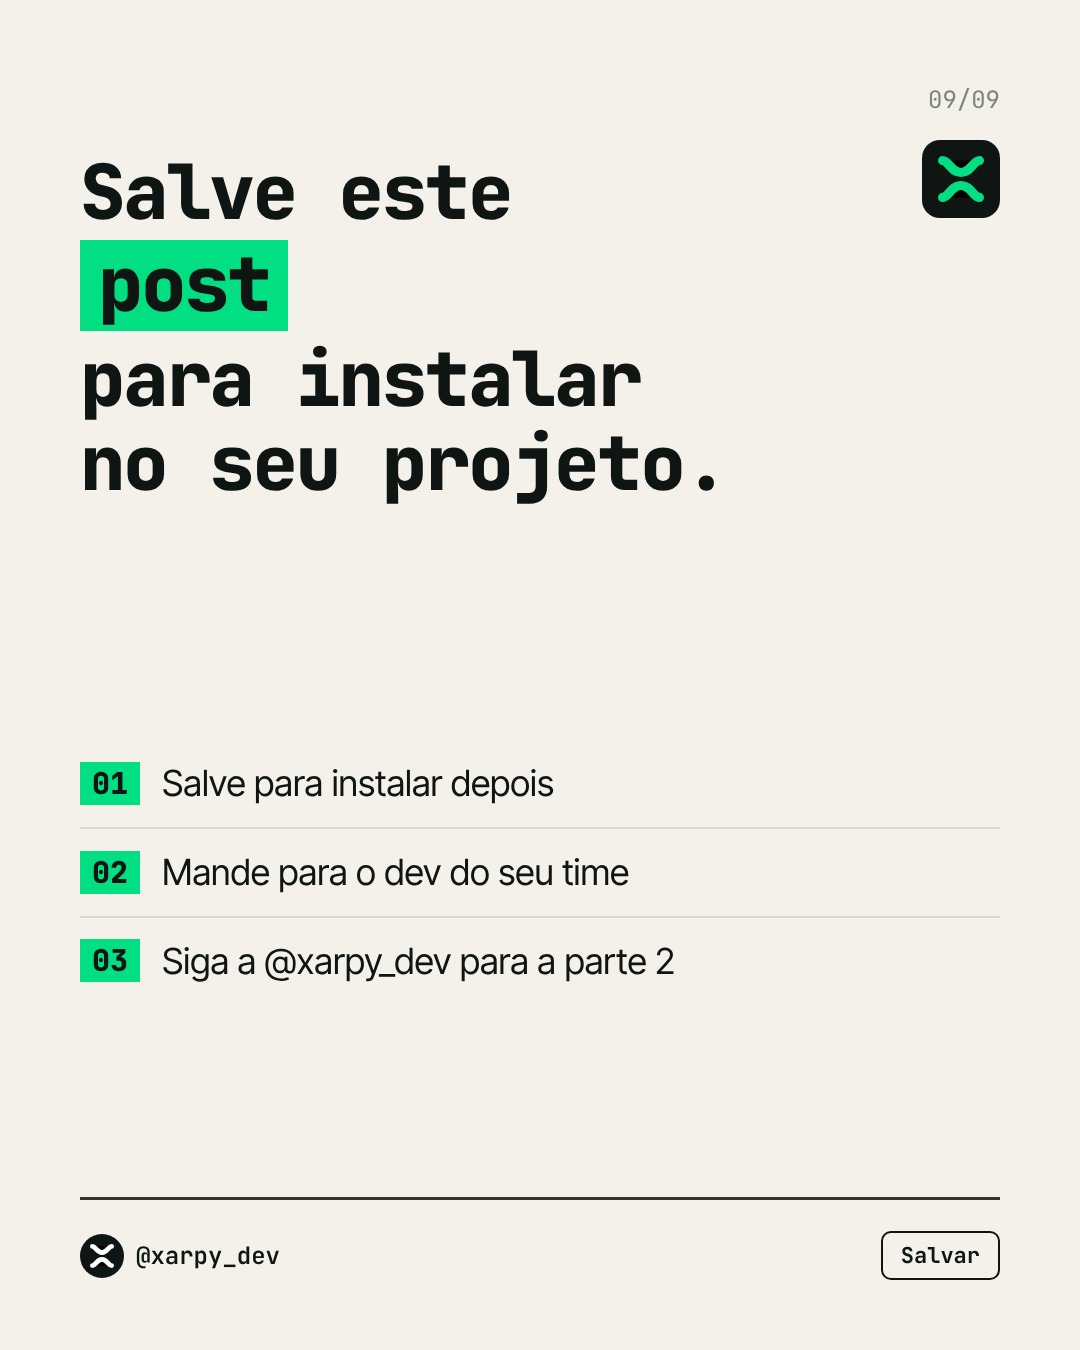 09/09
Salve este
post
para instalar
no seu projeto.
01 Salve para instalar depois
02 Mande para o dev do seu time
03 Siga a @xarpy_dev para a parte 2
@xarpy_dev
Salvar